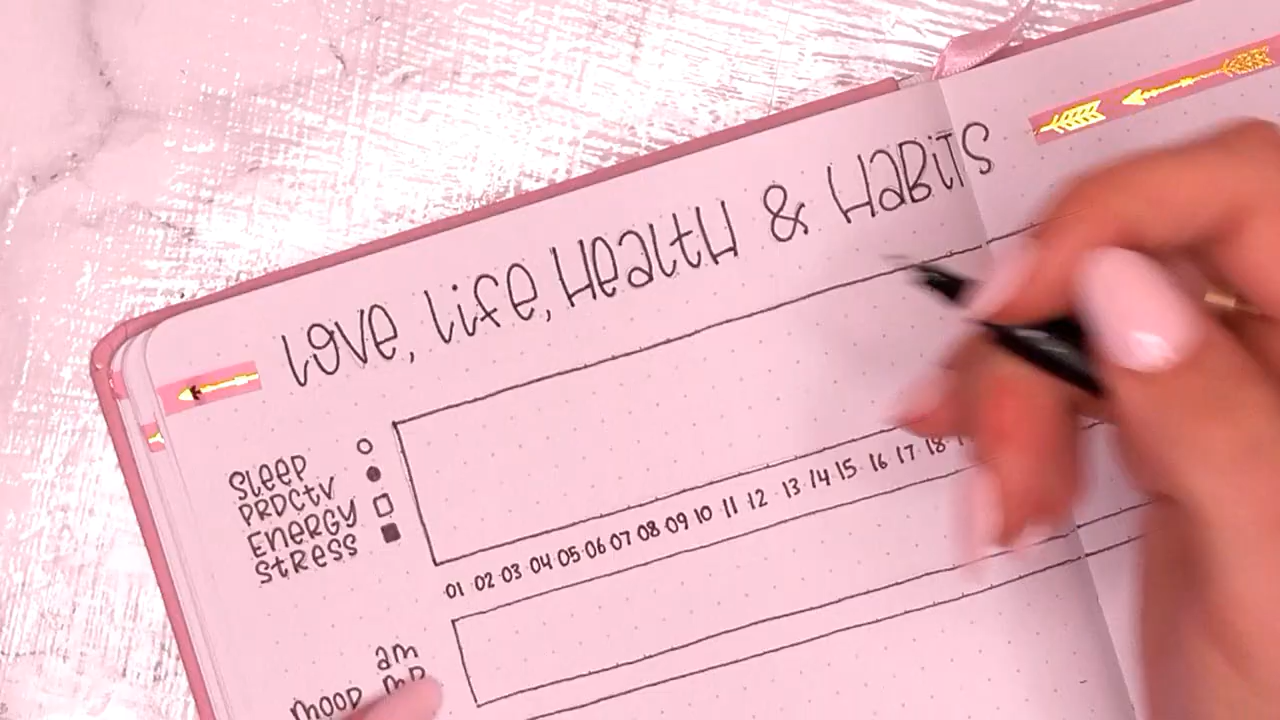 Love, Life, Health & Habits
SLEEP
PRDCtv
ENERGY
StRESS
01 02 03 04 05 06 07 08 09 10 11 12 13 14 15 16 17 18
am
mood pm